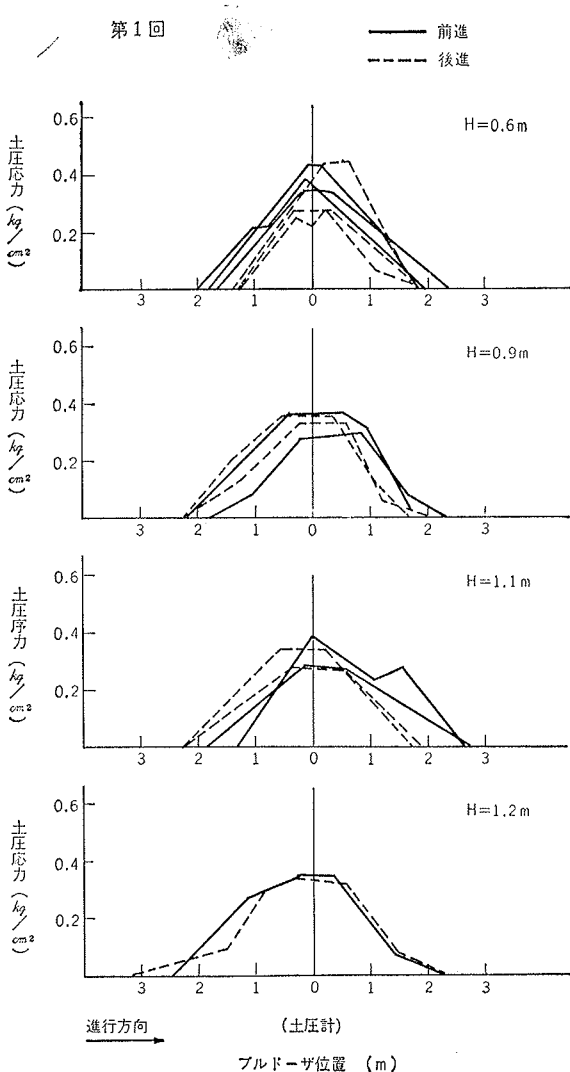 第1回
前進
後進
H=0.6m
土圧応力 (kg/cm²)
0.6
0.4
0.2
3 2 1 0 1 2 3
H=0.9m
土圧応力 (kg/cm²)
0.6
0.4
0.2
3 2 1 0 1 2 3
H=1.1m
土圧序力 (kg/cm²)
0.6
0.4
0.2
3 2 1 0 1 2 3
H=1.2m
土圧応力 (kg/cm²)
0.6
0.4
0.2
3 2 1 0 1 2 3
進行方向 (土圧計)
ブルドーザ位置 (m)